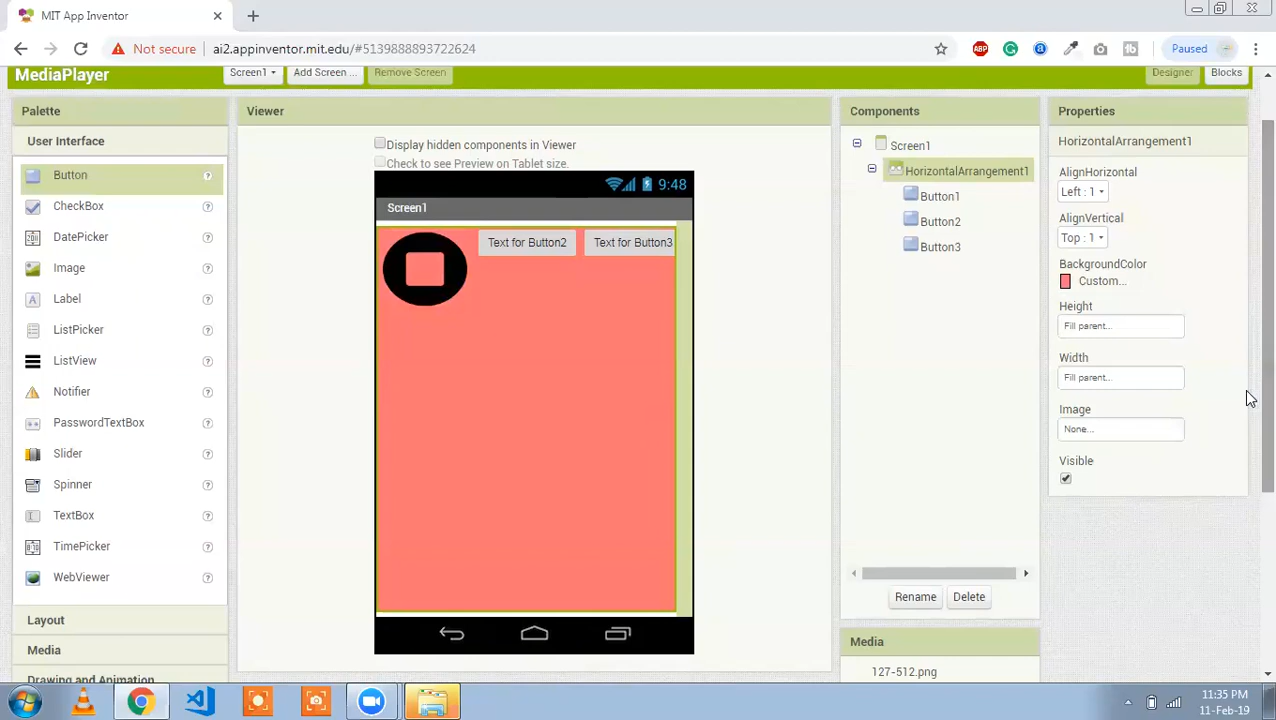 MIT App Inventor
Not secure
ai2.appinventor.mit.edu/#5139888893722624
ABP
Paused
MediaPlayer
Screen1
Add Screen ...
Remove Screen
Designer
Blocks
Palette
Viewer
Components
Properties
User Interface
Button
CheckBox
DatePicker
Image
Label
ListPicker
ListView
Notifier
PasswordTextBox
Slider
Spinner
TextBox
TimePicker
WebViewer
Layout
Media
Drawing and Animation
Display hidden components in Viewer
Check to see Preview on Tablet size.
9:48
Screen1
Text for Button2
Text for Button3
Screen1
HorizontalArrangement1
Button1
Button2
Button3
Rename
Delete
Media
127-512.png
HorizontalArrangement1
AlignHorizontal
Left : 1
AlignVertical
Top : 1
BackgroundColor
Custom...
Height
Fill parent...
Width
Fill parent...
Image
None...
Visible
11:35 PM
11-Feb-19